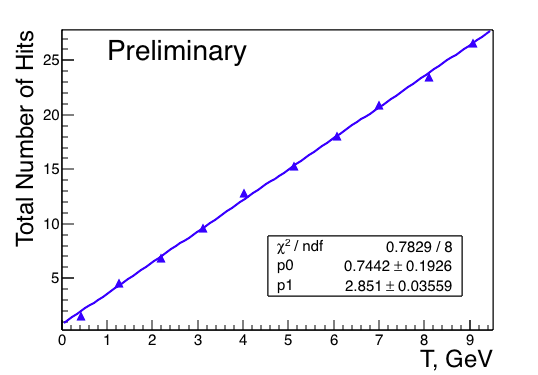 Preliminary
Total Number of Hits
25
20
15
10
5
χ² / ndf 0.7829 / 8
p0 0.7442 ± 0.1926
p1 2.851 ± 0.03559
0 1 2 3 4 5 6 7 8 9
T, GeV